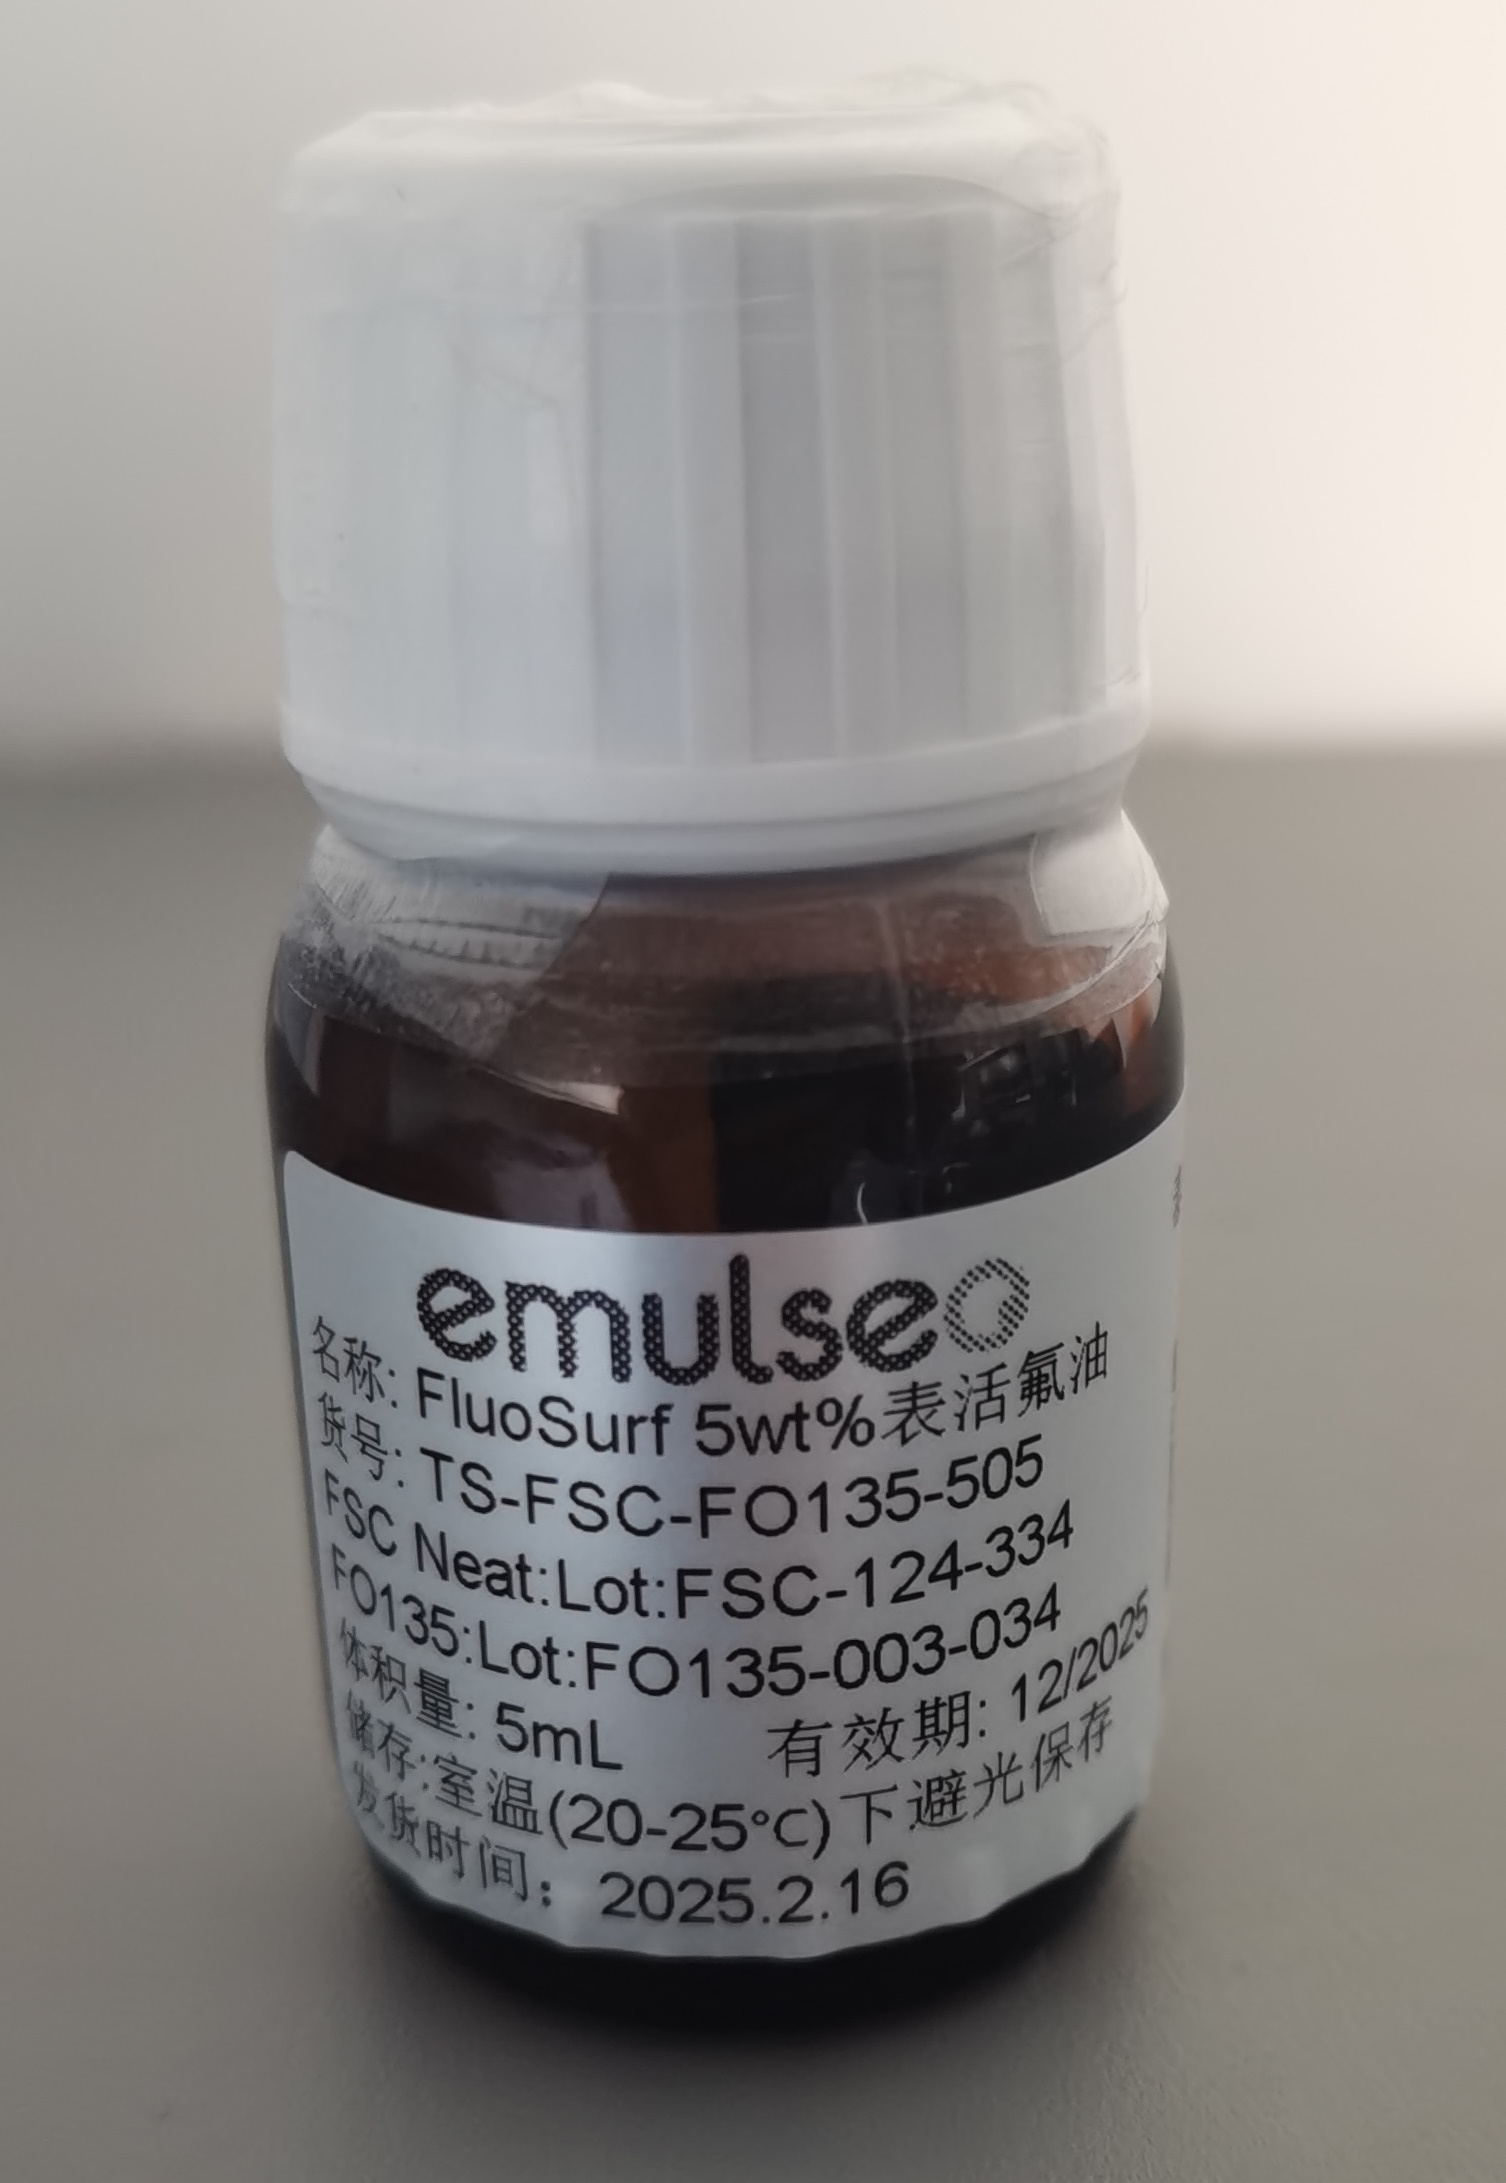 emulseo
名称: FluoSurf 5wt%表活氟油
货号: TS-FSC-FO135-505
FSC Neat:Lot:FSC-124-334
FO135:Lot:FO135-003-034
体积量: 5mL 有效期: 12/2025
储存:室温(20-25°C)下避光保存
发货时间：2025.2.16